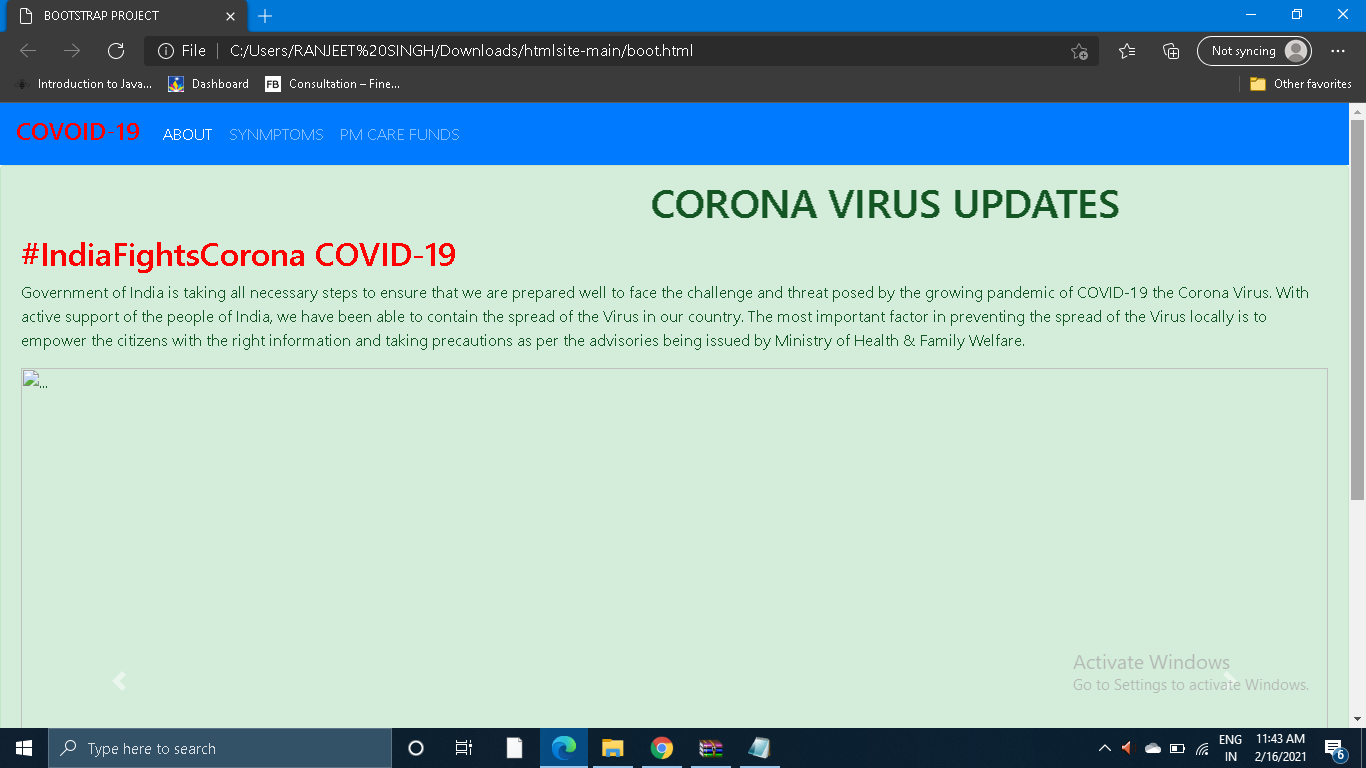 BOOTSTRAP PROJECT
File
C:/Users/RANJEET%20SINGH/Downloads/htmlsite-main/boot.html
Not syncing
Introduction to Java...
Dashboard
FB
Consultation – Fine...
Other favorites
COVOID-19
ABOUT
SYNMPTOMS
PM CARE FUNDS
CORONA VIRUS UPDATES
#IndiaFightsCorona COVID-19
Government of India is taking all necessary steps to ensure that we are prepared well to face the challenge and threat posed by the growing pandemic of COVID-19 the Corona Virus. With
active support of the people of India, we have been able to contain the spread of the Virus in our country. The most important factor in preventing the spread of the Virus locally is to
empower the citizens with the right information and taking precautions as per the advisories being issued by Ministry of Health & Family Welfare.
...
Activate Windows
Go to Settings to activate Windows.
Type here to search
ENG
IN
11:43 AM
2/16/2021
6